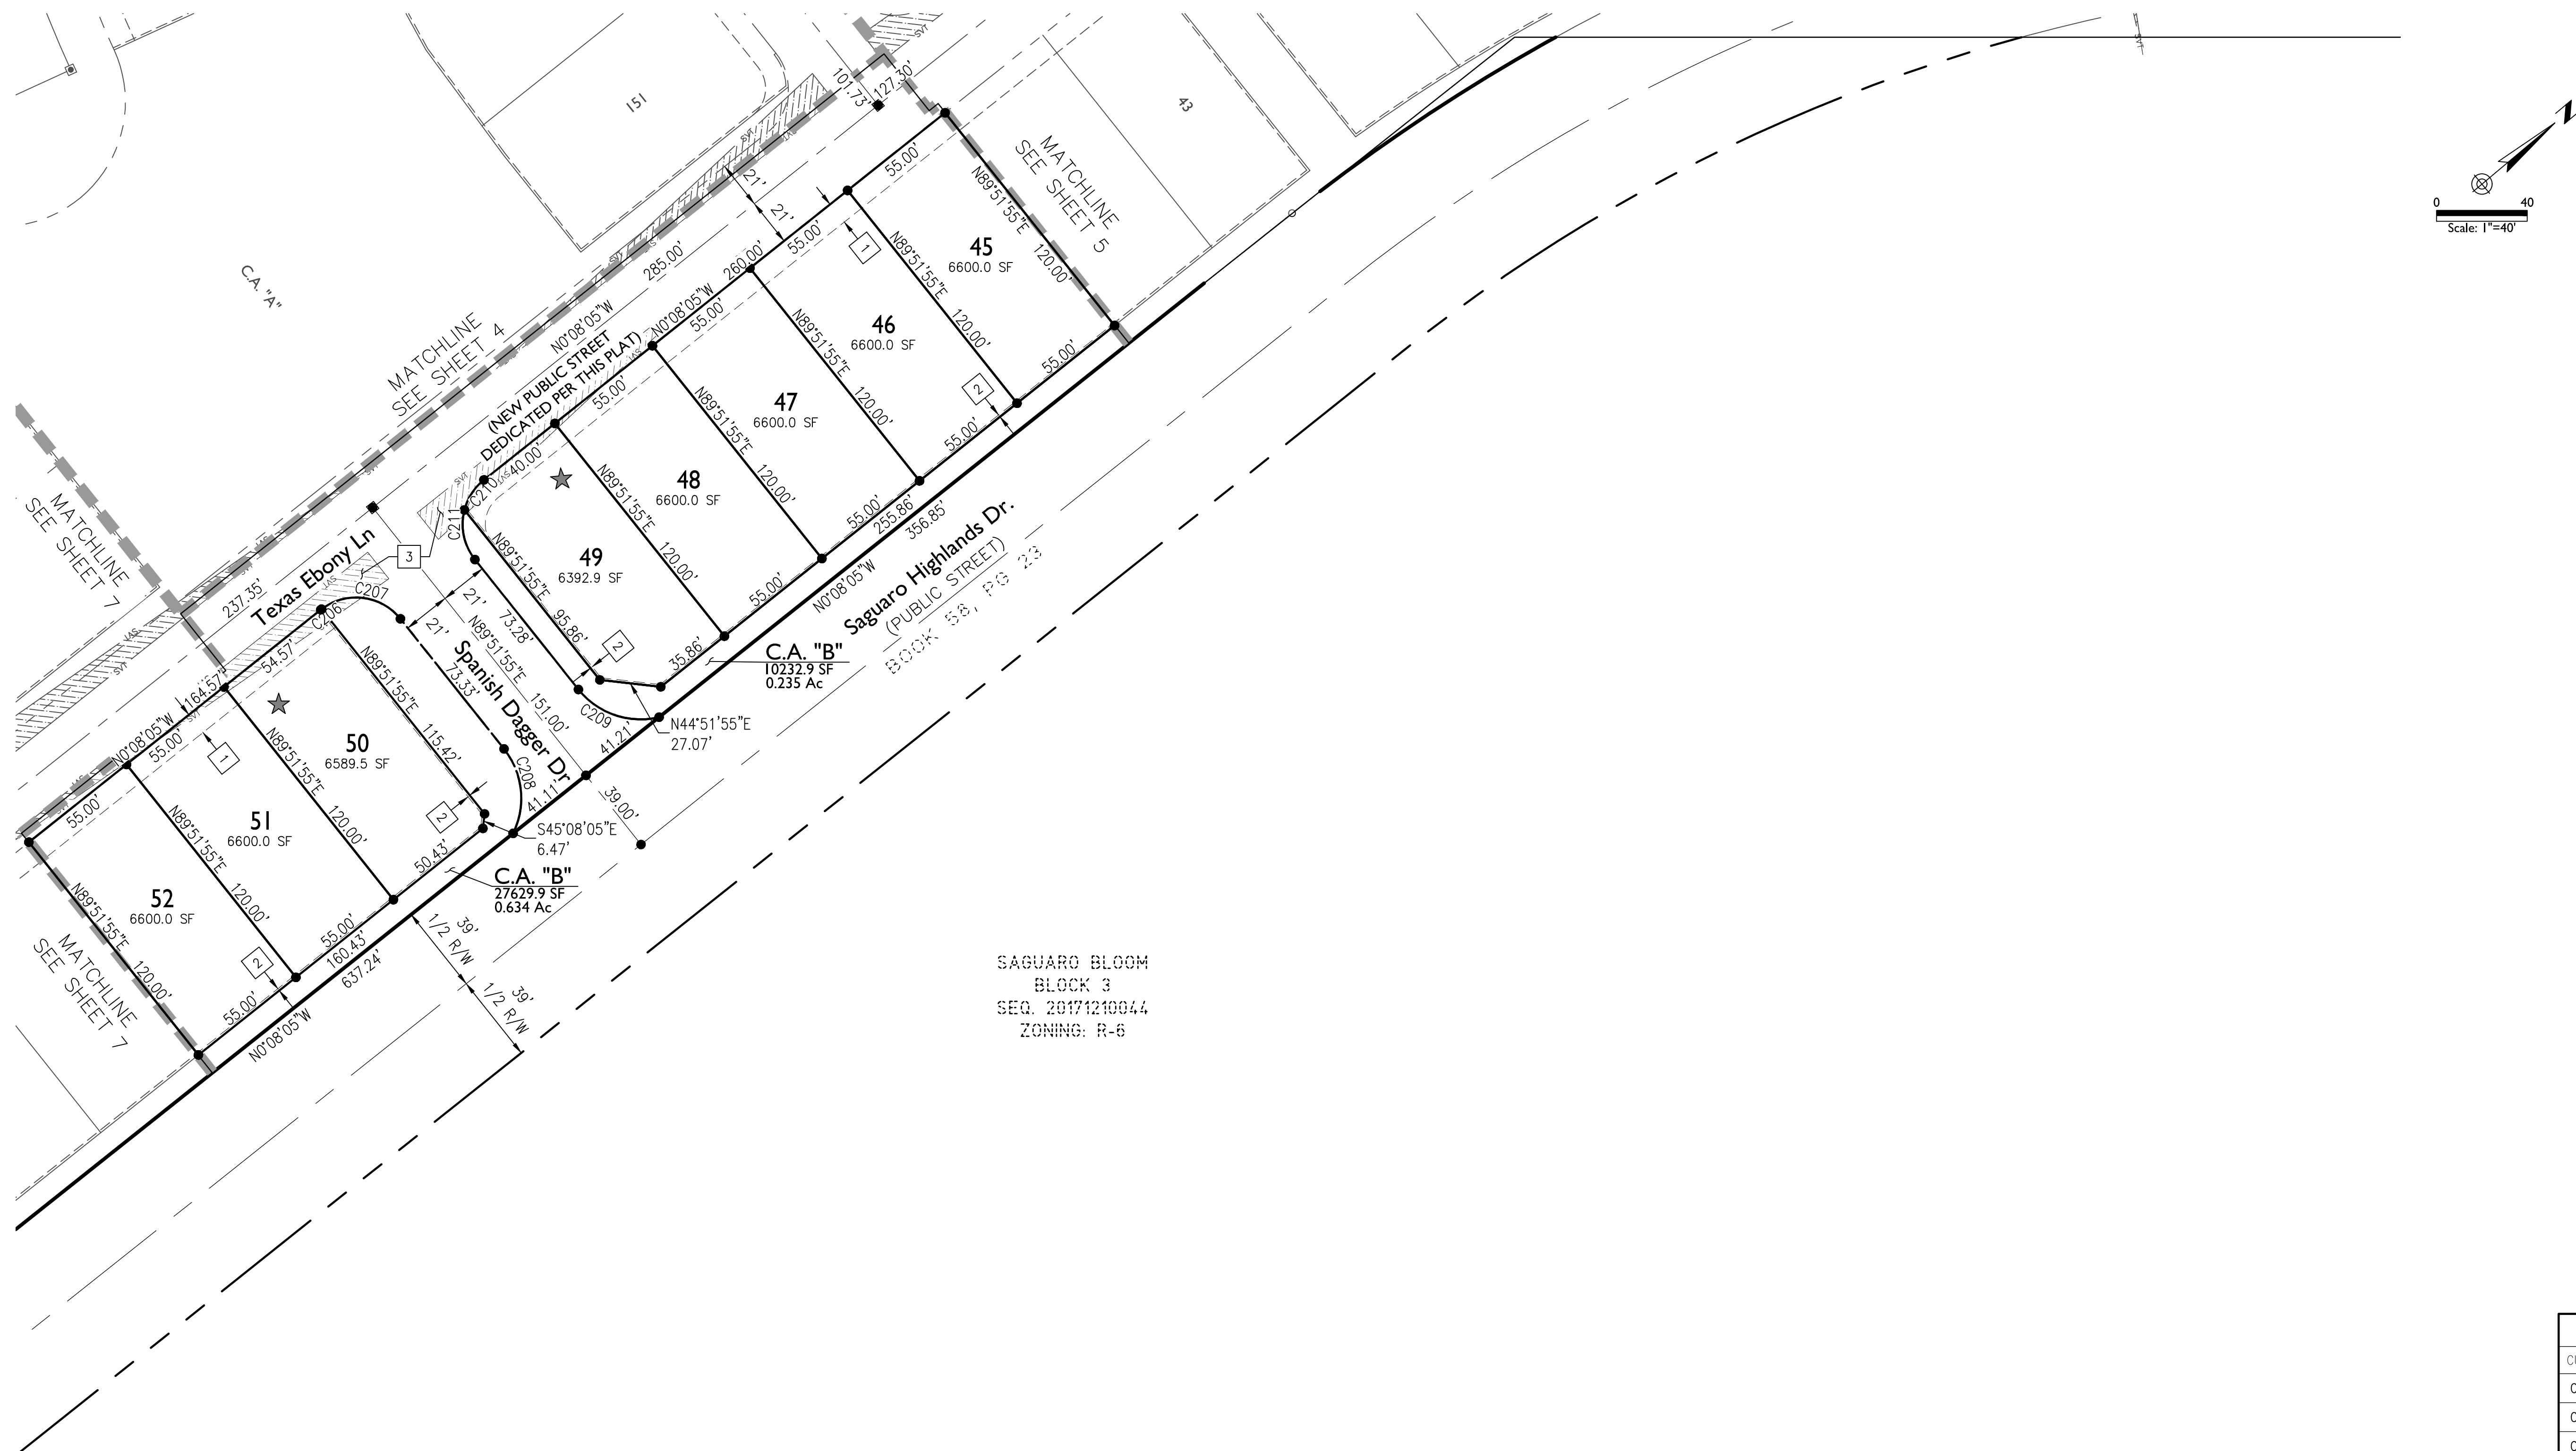 151
43
101.73'
127.30'
MATCHLINE
SEE SHEET 5
C.A. "A"
MATCHLINE
SEE SHEET 4
MATCHLINE
SEE SHEET 7
0 40
Scale: 1"=40'
21'
21'
285.00'
N0°08'05"W
260.00'
N0°08'05"W
(NEW PUBLIC STREET
DEDICATED PER THIS PLAT)
55.00'
55.00'
55.00'
55.00'
40.00'
C210
C211
45
6600.0 SF
N89°51'55"E
120.00'
46
6600.0 SF
N89°51'55"E
120.00'
47
6600.0 SF
N89°51'55"E
120.00'
48
6600.0 SF
N89°51'55"E
120.00'
49
6392.9 SF
N89°51'55"E
120.00'
N89°51'55"E
95.86'
1
2
55.00'
55.00'
55.00'
55.00'
35.86'
255.86'
356.85'
N0°08'05"W
Saguaro Highlands Dr.
(PUBLIC STREET)
BOOK 58, PG 23
C.A. "B"
10232.9 SF
0.235 Ac
2
3
Texas Ebony Ln
237.35'
C206
C207
54.57'
164.57'
N0°08'05"W
55.00'
55.00'
21'
21'
73.28'
N89°51'55"E
151.00'
Spanish Dagger Dr
73.33'
C208
C209
41.21'
41.11'
39.00'
N44°51'55"E
27.07'
S45°08'05"E
6.47'
50
6589.5 SF
N89°51'55"E
115.42'
N89°51'55"E
120.00'
51
6600.0 SF
N89°51'55"E
120.00'
52
6600.0 SF
N89°51'55"E
120.00'
1
2
2
50.43'
55.00'
55.00'
160.43'
637.24'
N0°08'05"W
C.A. "B"
27629.9 SF
0.634 Ac
39'
1/2 R/W
39'
1/2 R/W
MATCHLINE
SEE SHEET 7
SAGUARO BLOOM
BLOCK 3
SEQ. 20171210044
ZONING: R-6